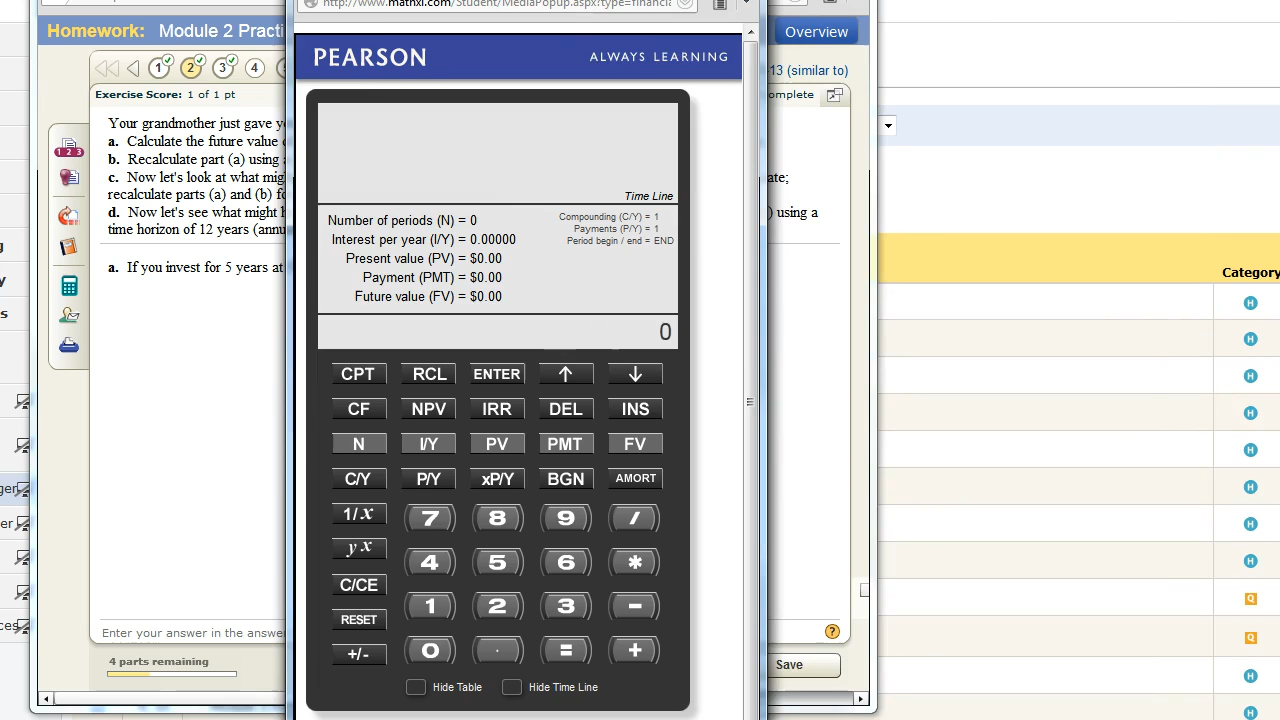 http://www.mathxl.com/Student/MediaPopup.aspx?type=financi
Homework: Module 2 Practi
Overview
PEARSON
ALWAYS LEARNING
1 2 3 4
13 (similar to)
Exercise Score: 1 of 1 pt
omplete
Your grandmother just gave yo
a. Calculate the future value o
b. Recalculate part (a) using a
c. Now let's look at what migh
ate;
recalculate parts (a) and (b) fo
d. Now let's see what might h
) using a
time horizon of 12 years (annu
a. If you invest for 5 years at
Time Line
Number of periods (N) = 0
Interest per year (I/Y) = 0.00000
Present value (PV) = $0.00
Payment (PMT) = $0.00
Future value (FV) = $0.00
Compounding (C/Y) = 1
Payments (P/Y) = 1
Period begin / end = END
0
CPT RCL ENTER ↑ ↓
CF NPV IRR DEL INS
N I/Y PV PMT FV
C/Y P/Y xP/Y BGN AMORT
1/x 7 8 9 /
y x 4 5 6 *
C/CE 1 2 3 −
RESET
+/- 0 . = +
Hide Table Hide Time Line
Enter your answer in the answe
?
4 parts remaining
Save
Category
H
H
H
H
H
H
H
H
Q
Q
H
H